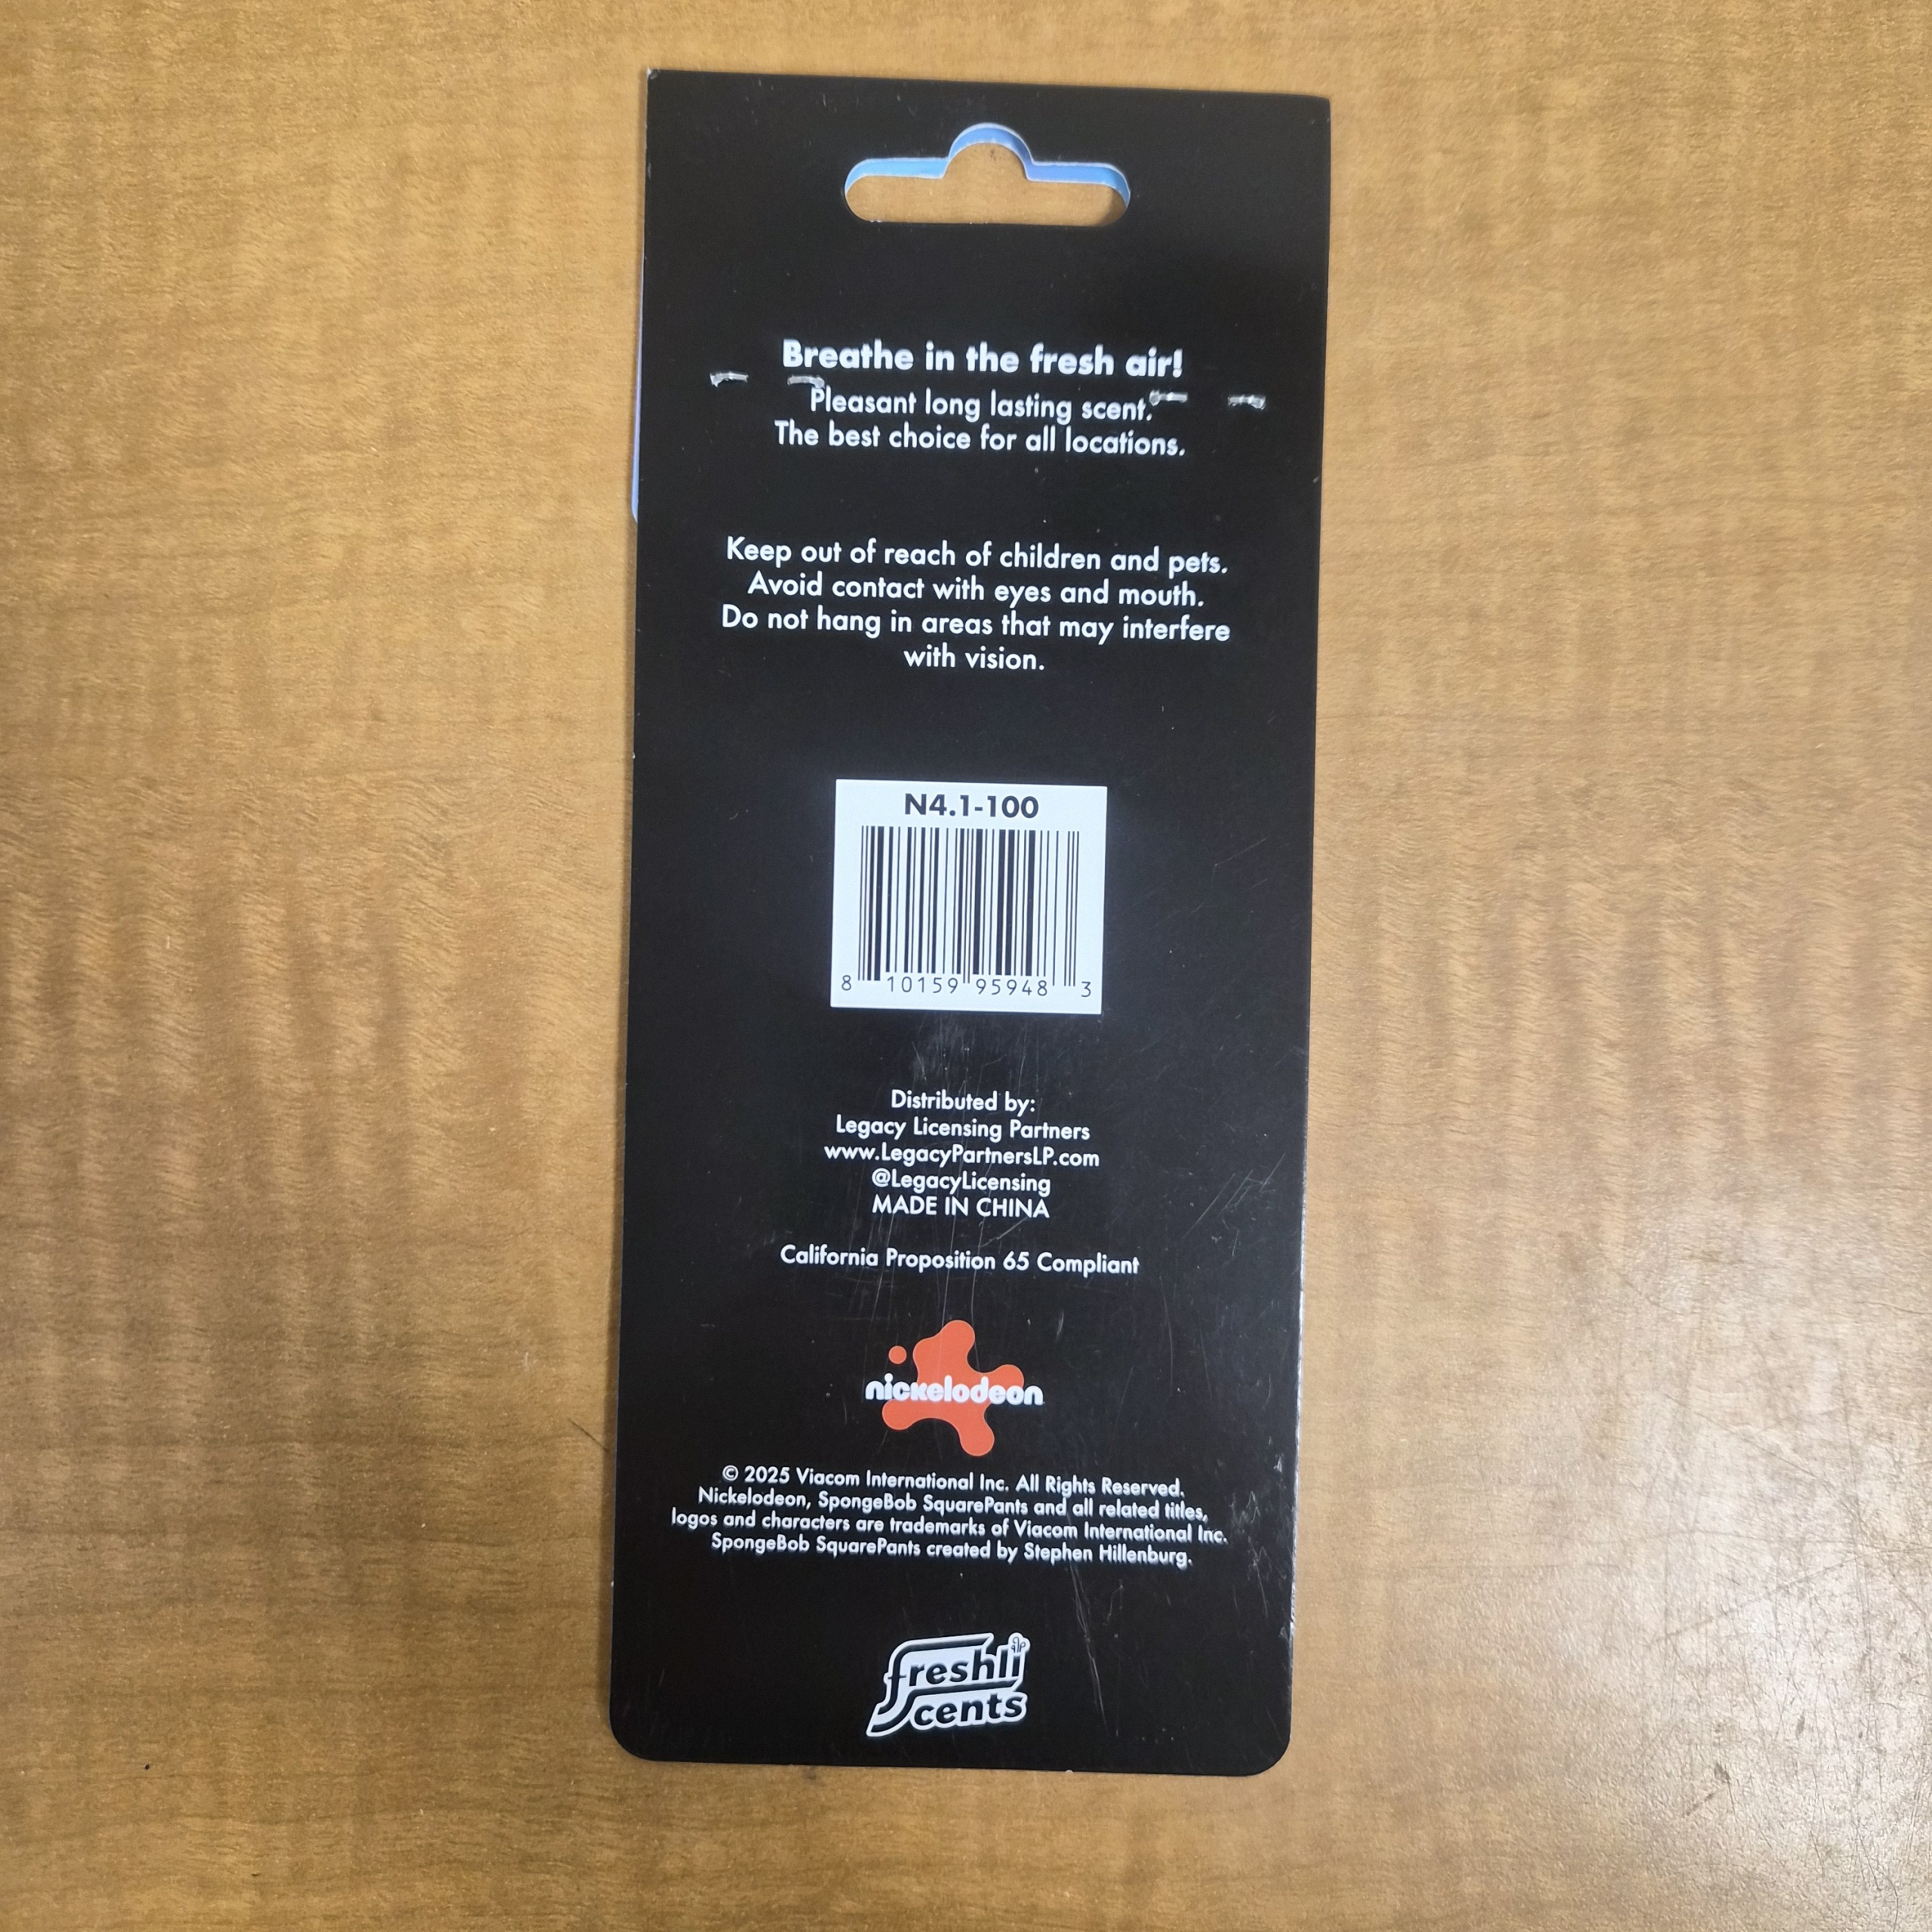 Breathe in the fresh air!
Pleasant long lasting scent.
The best choice for all locations.
Keep out of reach of children and pets.
Avoid contact with eyes and mouth.
Do not hang in areas that may interfere
with vision.
N4.1-100
8 10159 95948 3
Distributed by:
Legacy Licensing Partners
www.LegacyPartnersLP.com
@LegacyLicensing
MADE IN CHINA
California Proposition 65 Compliant
nickelodeon
© 2025 Viacom International Inc. All Rights Reserved.
Nickelodeon, SpongeBob SquarePants and all related titles,
logos and characters are trademarks of Viacom International Inc.
SpongeBob SquarePants created by Stephen Hillenburg.
freshli
Scents